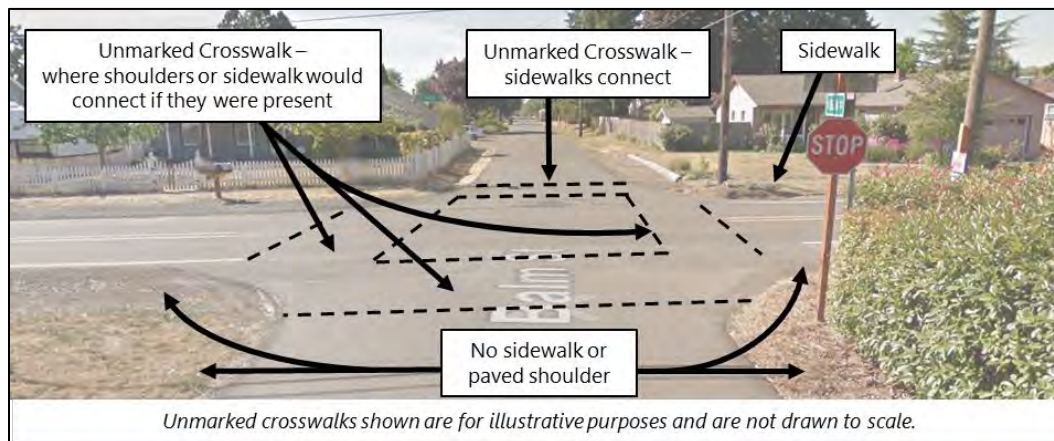 Unmarked Crosswalk –
where shoulders or sidewalk would
connect if they were present
Unmarked Crosswalk –
sidewalks connect
Sidewalk
STOP
No sidewalk or
paved shoulder
Unmarked crosswalks shown are for illustrative purposes and are not drawn to scale.